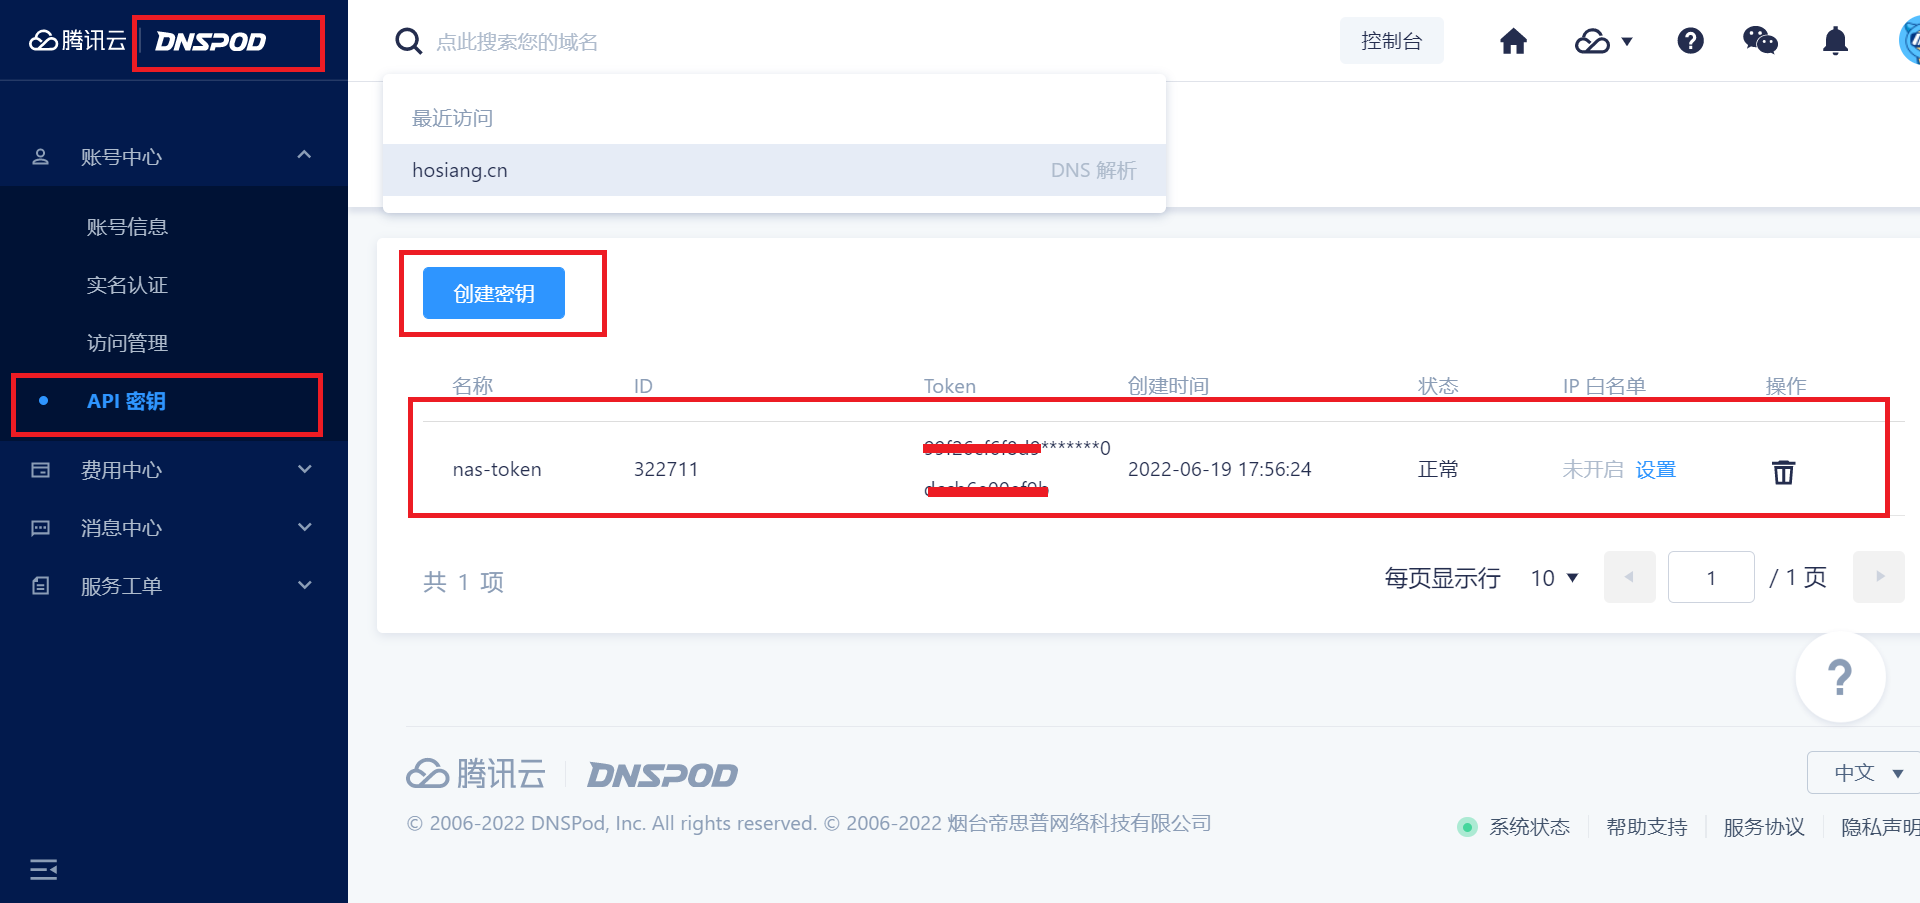 腾讯云 DNSPOD
点此搜索您的域名
控制台
最近访问
hosiang.cn DNS 解析
账号中心
账号信息
实名认证
访问管理
API 密钥
费用中心
消息中心
服务工单
创建密钥
名称 ID Token 创建时间 状态 IP 白名单 操作
nas-token 322711 *******0 2022-06-19 17:56:24 正常 未开启 设置
共 1 项
每页显示行 10 1 / 1 页
?
腾讯云 DNSPOD
中文
© 2006-2022 DNSPod, Inc. All rights reserved. © 2006-2022 烟台帝思普网络科技有限公司
系统状态 帮助支持 服务协议 隐私声明